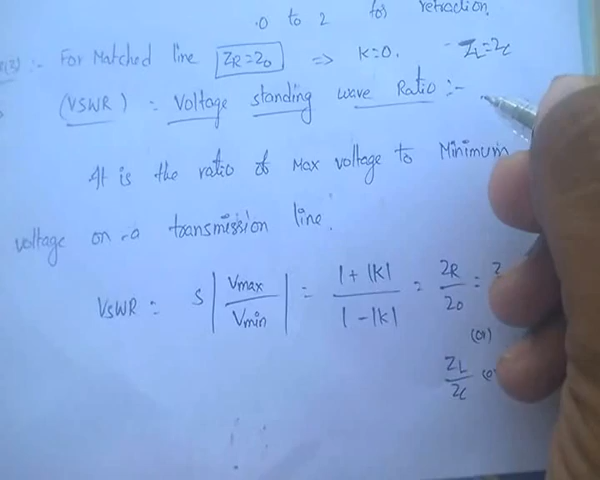 0 to 2 for refraction.
(3) :- For Matched line ZR=Z0 => K=0. ZL=ZC
(VSWR) : Voltage standing wave Ratio :-
It is the ratio of Max voltage to Minimum
voltage on a transmission line.
VSWR = S |Vmax/Vmin| = 1+|K|/1-|K| = ZR/Z0 =
(or)
ZL/ZC